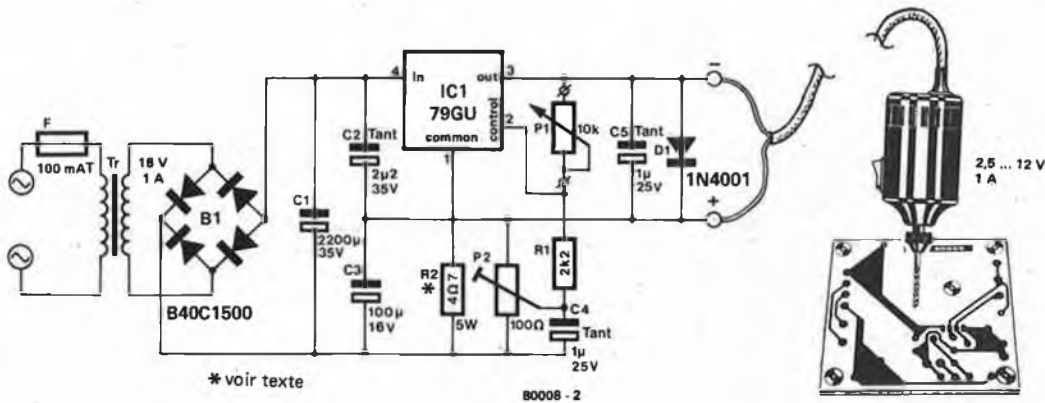 F
100 mAT
Tr
18 V
1 A
B1
B40C1500
C1
2200µ
35V
C2 Tant
2µ2
35V
C3
100µ
16V
4 In
IC1
79GU
common
1
out 3
control
2
P1
10k
R2
*
4Ω7
5W
P2
100Ω
R1
2k2
C4
Tant
1µ
25V
C5 Tant
1µ
25V
D1
1N4001
−
+
2,5 ... 12 V
1 A
* voir texte
80008 - 2